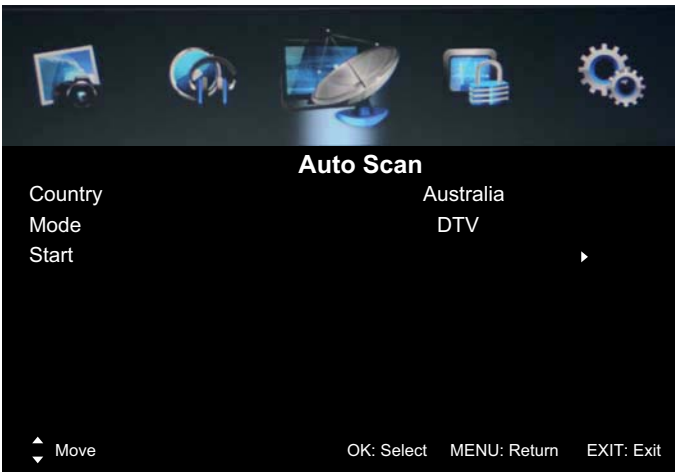 Auto Scan
Country Australia
Mode DTV
Start
Move OK: Select MENU: Return EXIT: Exit